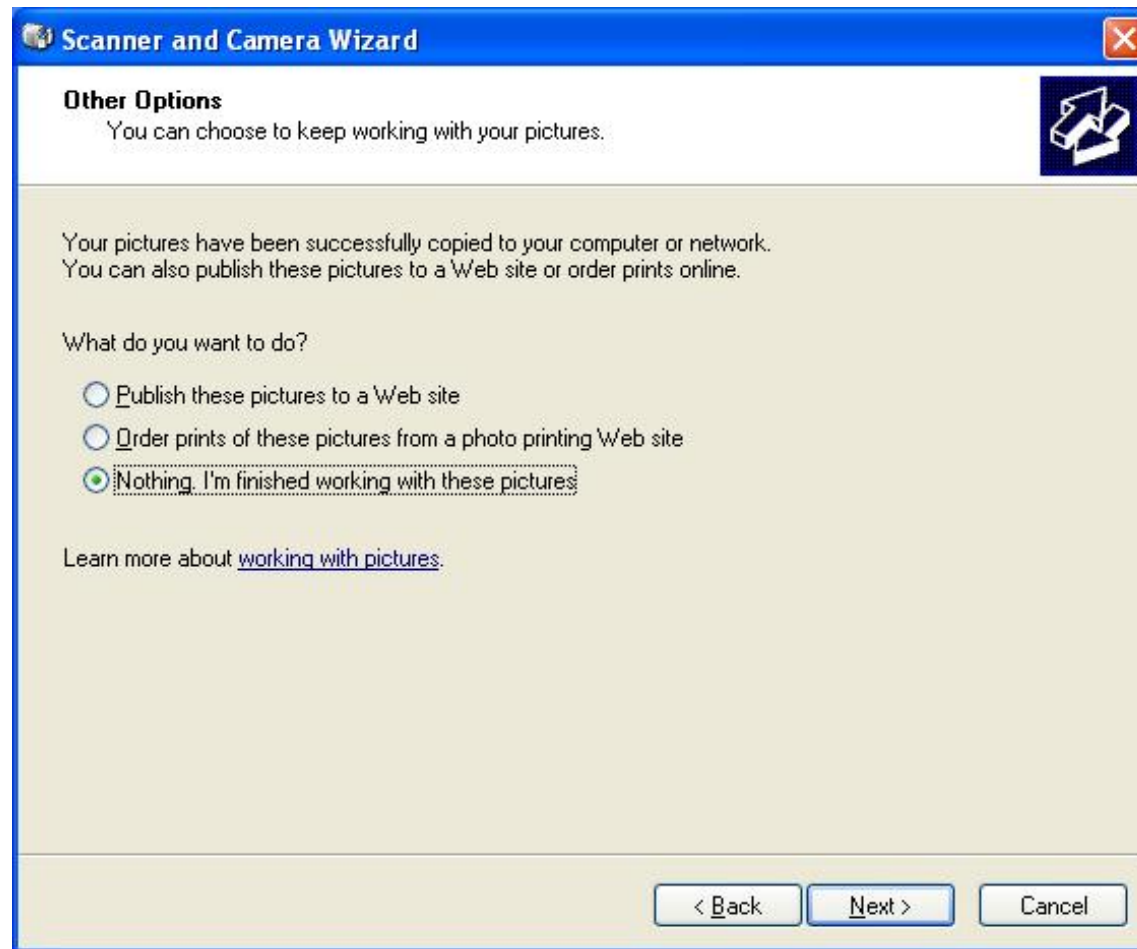 Scanner and Camera Wizard
Other Options
You can choose to keep working with your pictures.
Your pictures have been successfully copied to your computer or network.
You can also publish these pictures to a Web site or order prints online.
What do you want to do?
Publish these pictures to a Web site
Order prints of these pictures from a photo printing Web site
Nothing. I'm finished working with these pictures
Learn more about working with pictures.
< Back Next > Cancel